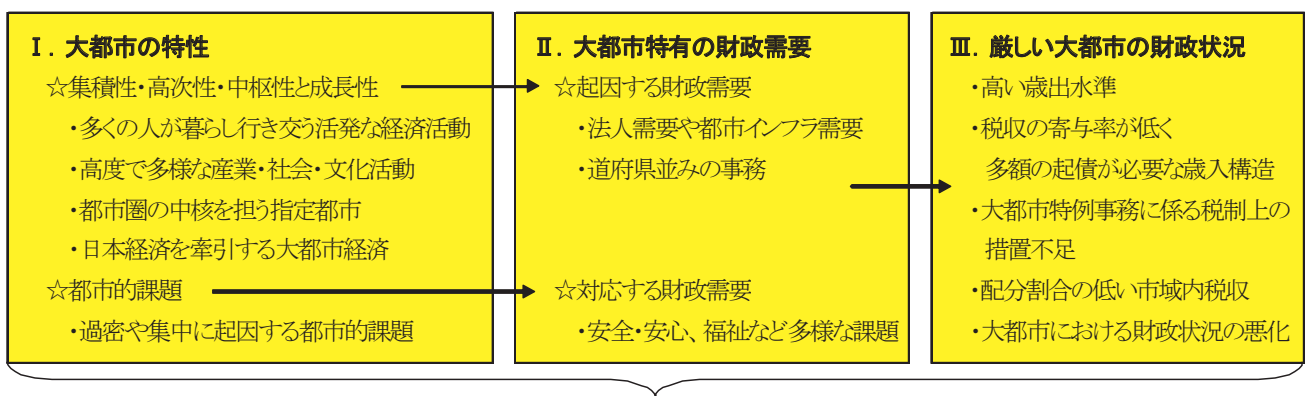 Ⅰ. 大都市の特性
☆集積性・高次性・中枢性と成長性
・多くの人が暮らし行き交う活発な経済活動
・高度で多様な産業・社会・文化活動
・都市圏の中核を担う指定都市
・日本経済を牽引する大都市経済
☆都市的課題
・過密や集中に起因する都市的課題
Ⅱ. 大都市特有の財政需要
☆起因する財政需要
・法人需要や都市インフラ需要
・道府県並みの事務
☆対応する財政需要
・安全・安心、福祉など多様な課題
Ⅲ. 厳しい大都市の財政状況
・高い歳出水準
・税収の寄与率が低く
多額の起債が必要な歳入構造
・大都市特例事務に係る税制上の
措置不足
・配分割合の低い市域内税収
・大都市における財政状況の悪化